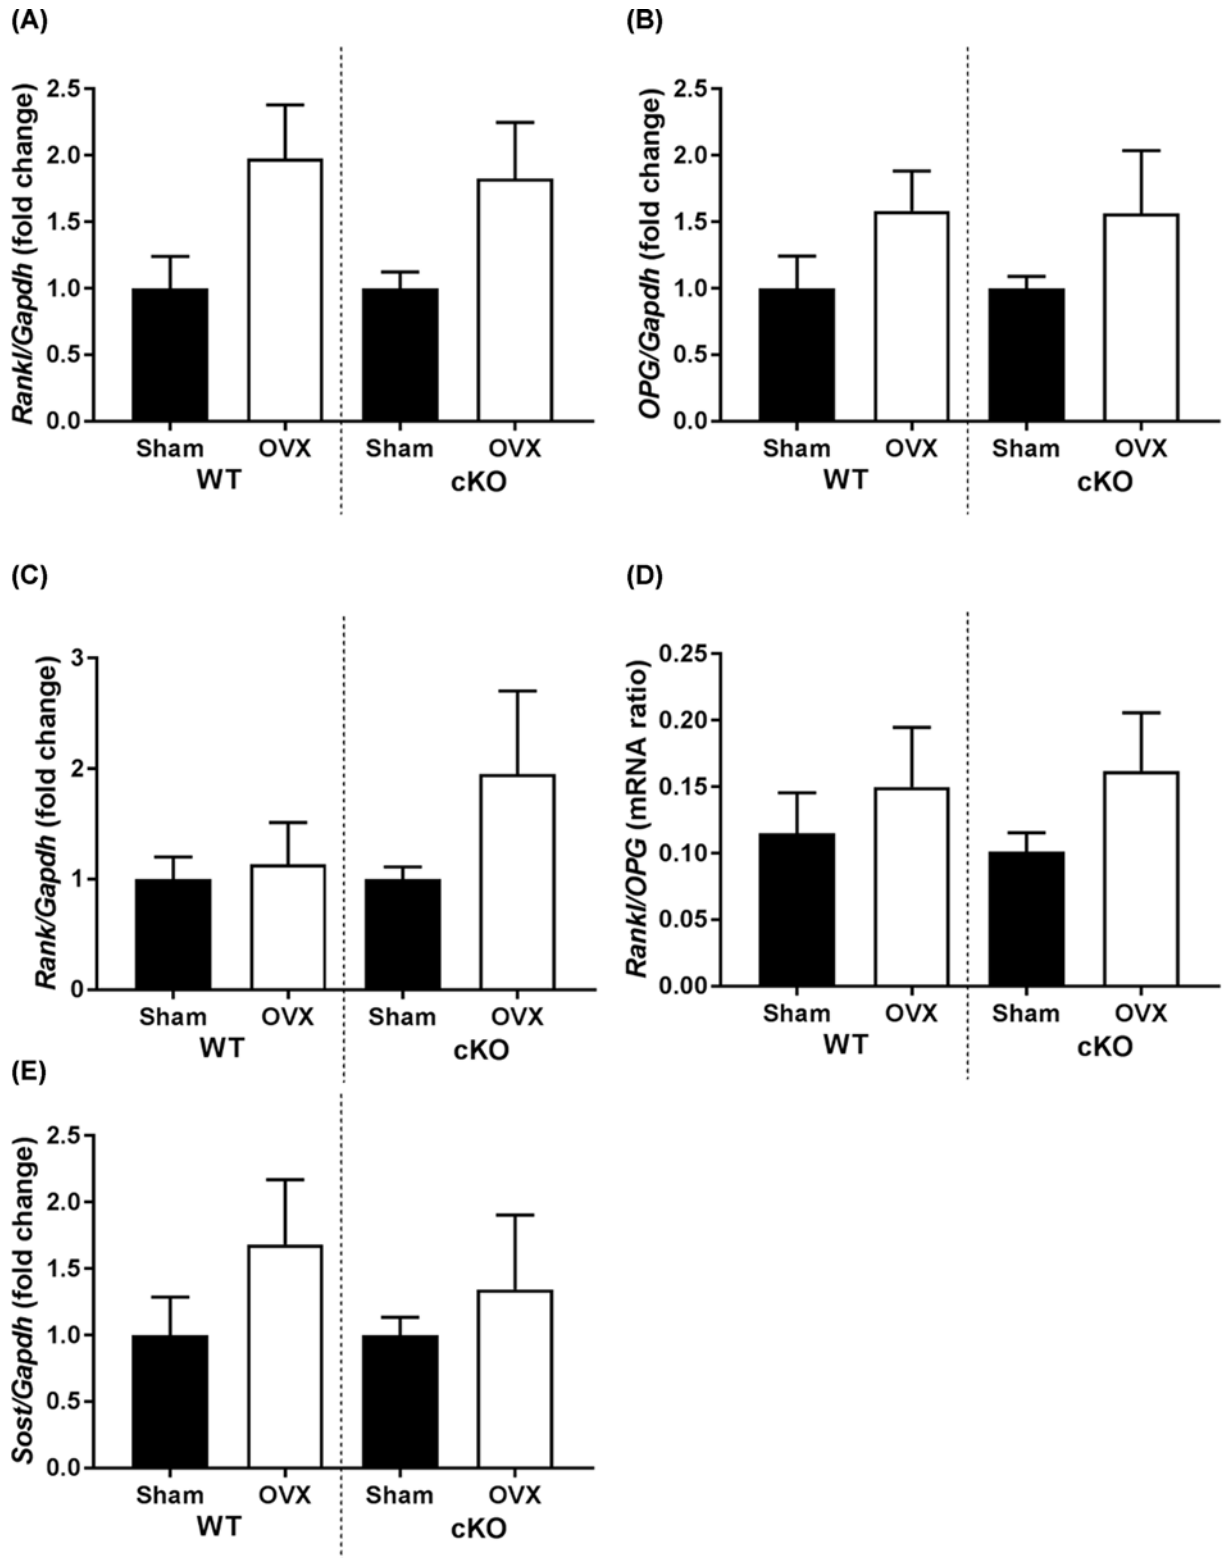 (A)
Rankl/Gapdh (fold change)
2.5
2.0
1.5
1.0
0.5
0.0
Sham OVX Sham OVX
WT cKO
(B)
OPG/Gapdh (fold change)
2.5
2.0
1.5
1.0
0.5
0.0
Sham OVX Sham OVX
WT cKO
(C)
Rank/Gapdh (fold change)
3
2
1
0
Sham OVX Sham OVX
WT cKO
(D)
Rankl/OPG (mRNA ratio)
0.25
0.20
0.15
0.10
0.05
0.00
Sham OVX Sham OVX
WT cKO
(E)
Sost/Gapdh (fold change)
2.5
2.0
1.5
1.0
0.5
0.0
Sham OVX Sham OVX
WT cKO